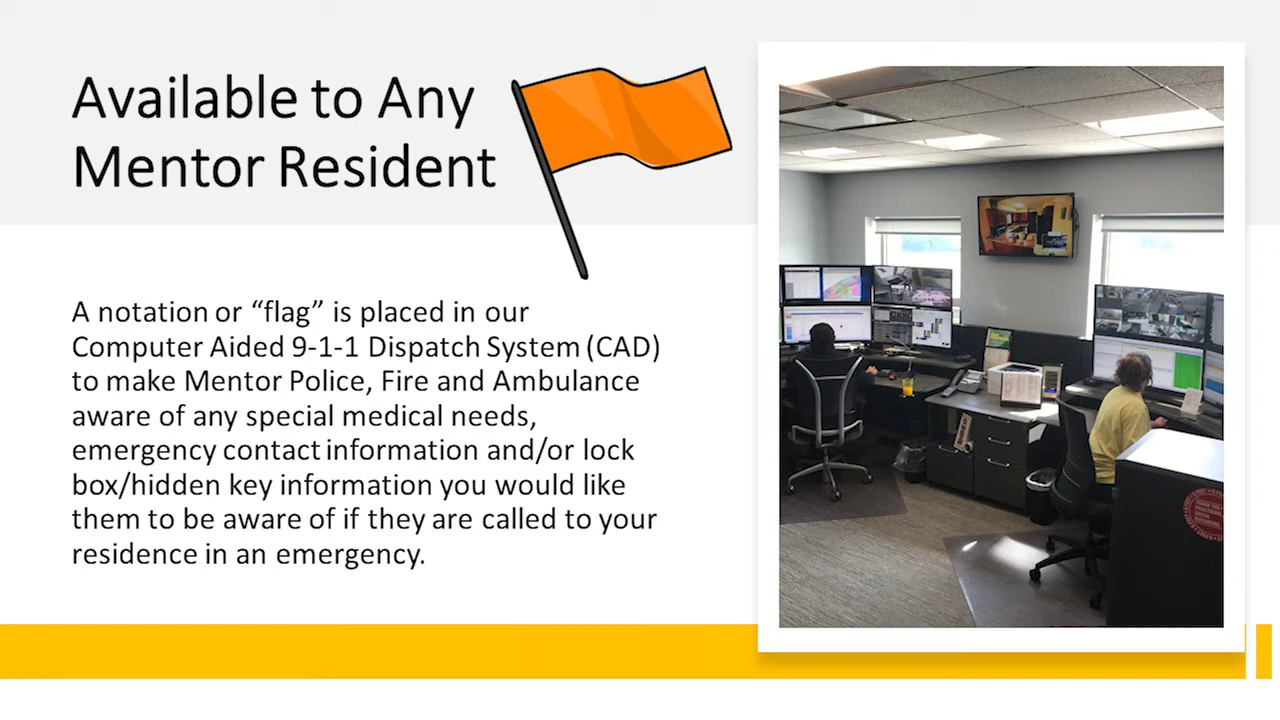 Available to Any
Mentor Resident
A notation or “flag” is placed in our
Computer Aided 9-1-1 Dispatch System (CAD)
to make Mentor Police, Fire and Ambulance
aware of any special medical needs,
emergency contact information and/or lock
box/hidden key information you would like
them to be aware of if they are called to your
residence in an emergency.